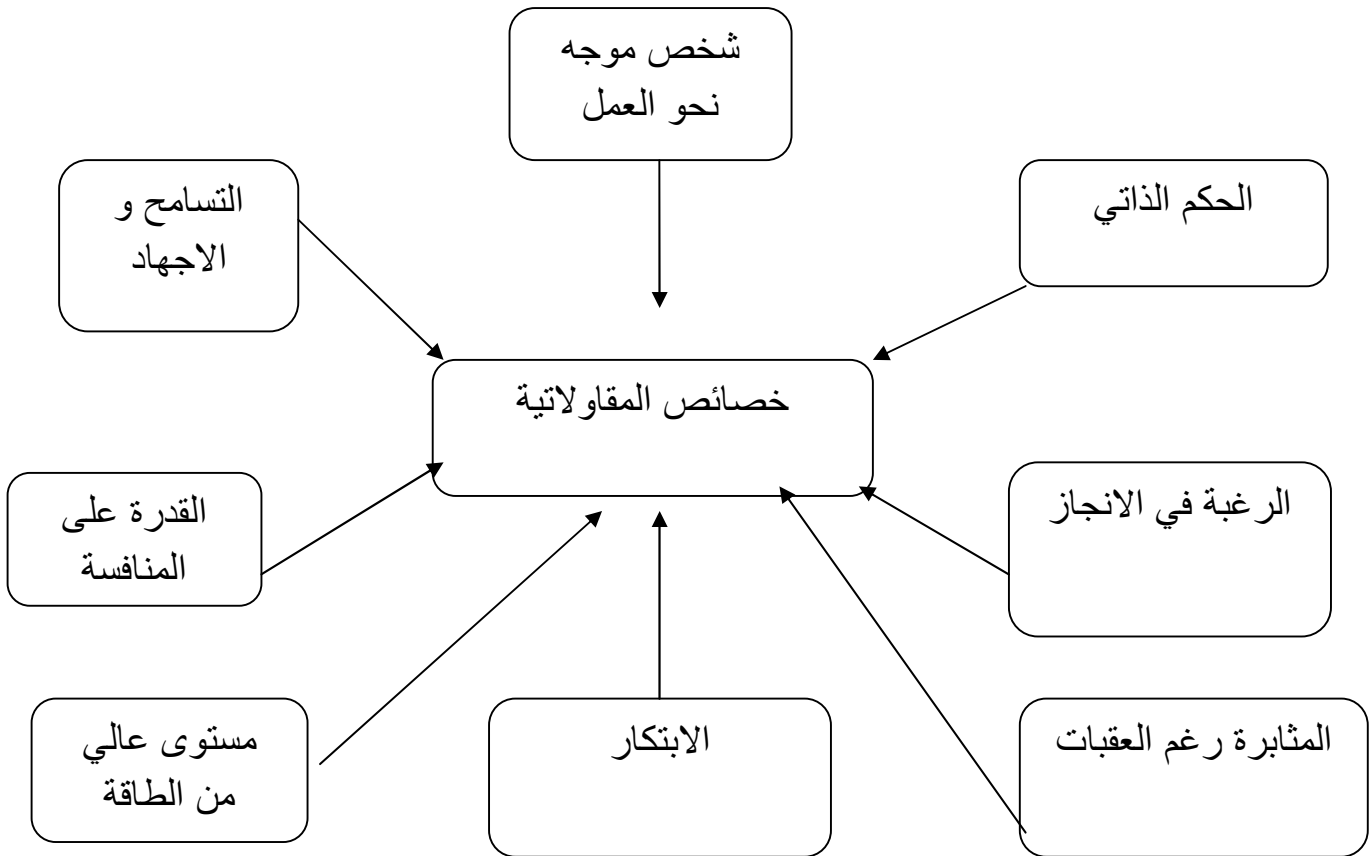 شخص موجه
نحو العمل
الحكم الذاتي
التسامح و
الاجهاد
خصائص المقاولاتية
الرغبة في الانجاز
القدرة على
المنافسة
المثابرة رغم العقبات
الابتكار
مستوى عالي
من الطاقة